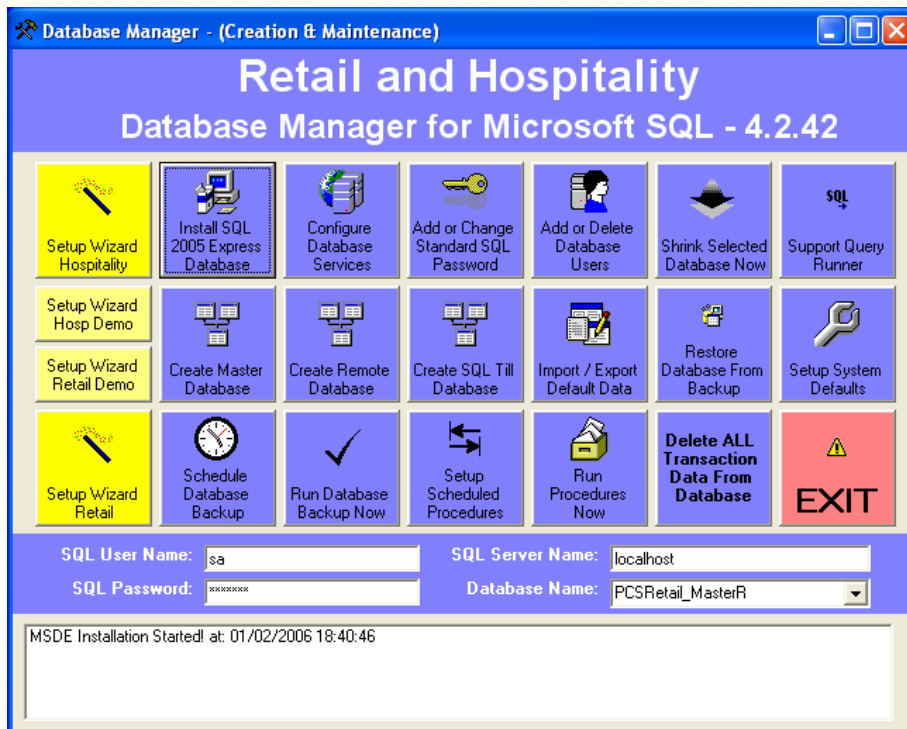 Database Manager - (Creation & Maintenance)
Retail and Hospitality
Database Manager for Microsoft SQL - 4.2.42
Setup Wizard
Hospitality
Install SQL
2005 Express
Database
Configure
Database
Services
Add or Change
Standard SQL
Password
Add or Delete
Database
Users
Shrink Selected
Database Now
SQL
Support Query
Runner
Setup Wizard
Hosp Demo
Setup Wizard
Retail Demo
Create Master
Database
Create Remote
Database
Create SQL Till
Database
Import / Export
Default Data
Restore
Database From
Backup
Setup System
Defaults
Setup Wizard
Retail
Schedule
Database
Backup
Run Database
Backup Now
Setup
Scheduled
Procedures
Run
Procedures
Now
Delete ALL
Transaction
Data From
Database
EXIT
SQL User Name: sa
SQL Server Name: localhost
SQL Password: xxxxxxx
Database Name: PCSRetail_MasterR
MSDE Installation Started! at: 01/02/2006 18:40:46